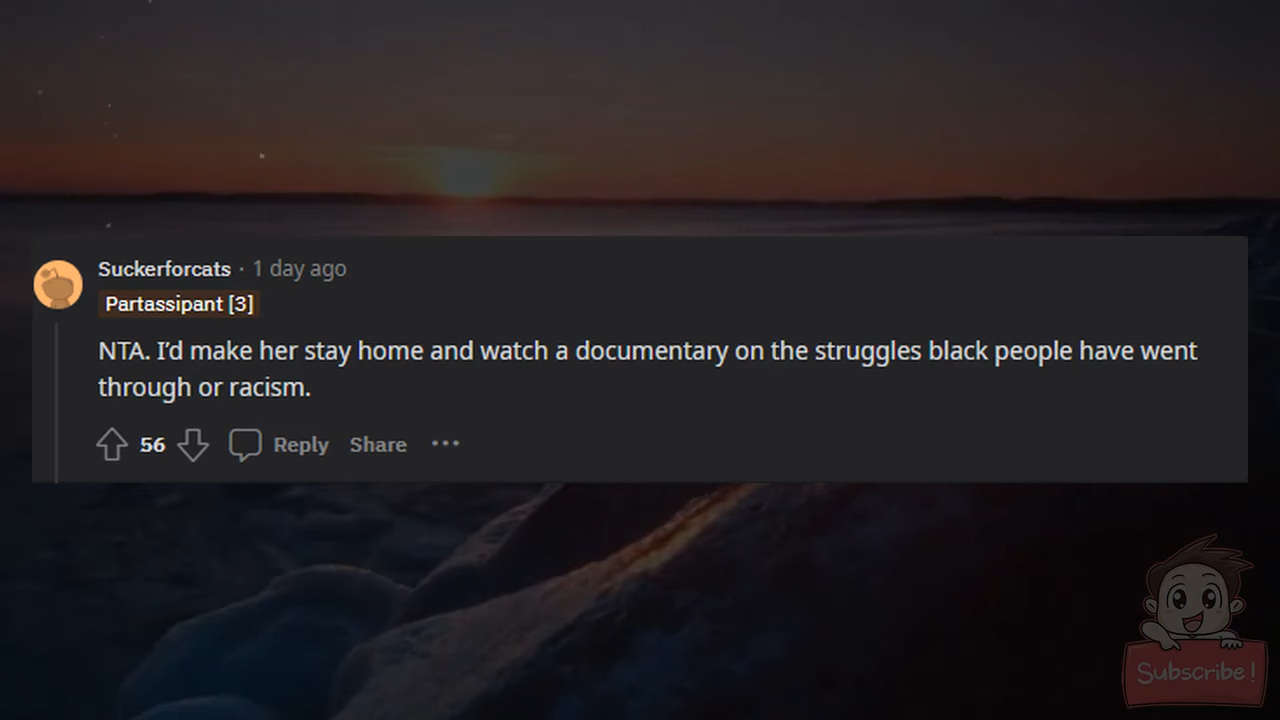 Suckerforcats · 1 day ago
Partassipant [3]
NTA. I'd make her stay home and watch a documentary on the struggles black people have went
through or racism.
56 Reply Share •••
Subscribe!